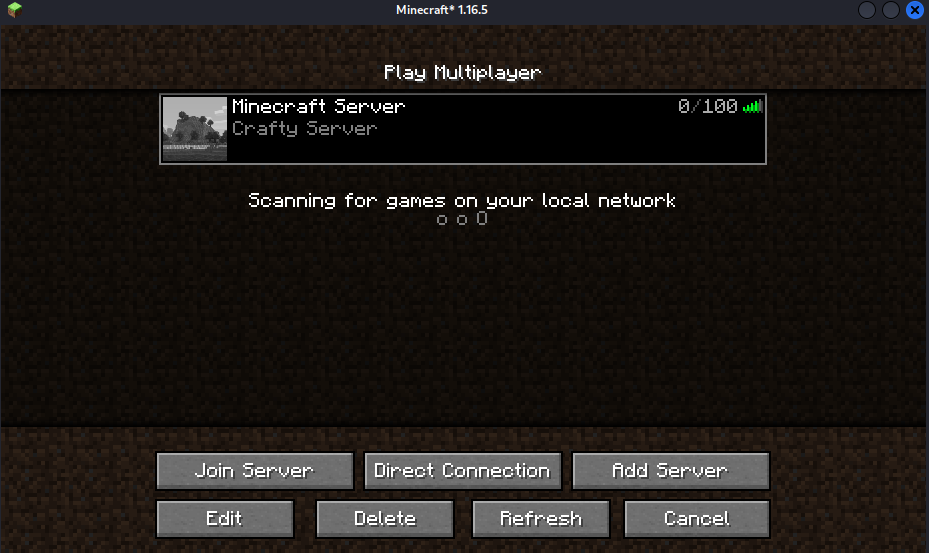 Minecraft* 1.16.5
Play Multiplayer
Minecraft Server 0/100
Crafty Server
Scanning for games on your local network
o o O
Join Server Direct Connection Add Server
Edit Delete Refresh Cancel